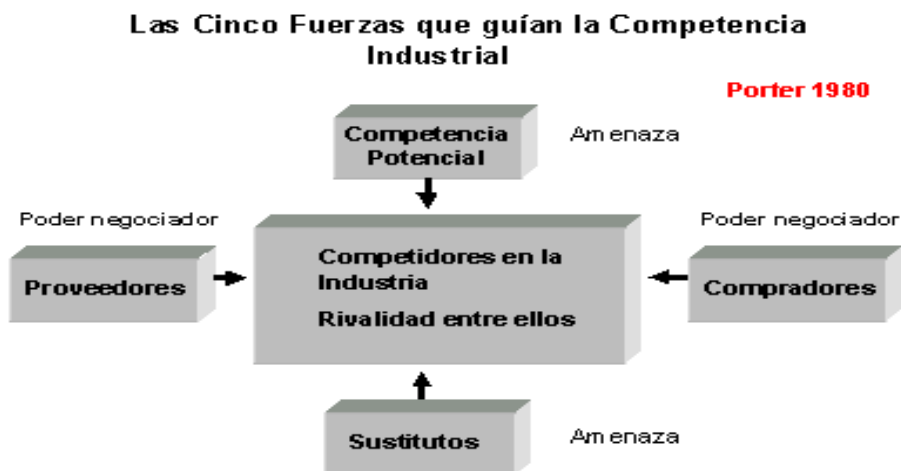 Las Cinco Fuerzas que guían la Competencia
Industrial
Porter 1980
Competencia
Potencial
Amenaza
Poder negociador
Poder negociador
Proveedores
Competidores en la
Industria
Rivalidad entre ellos
Compradores
Sustitutos
Amenaza